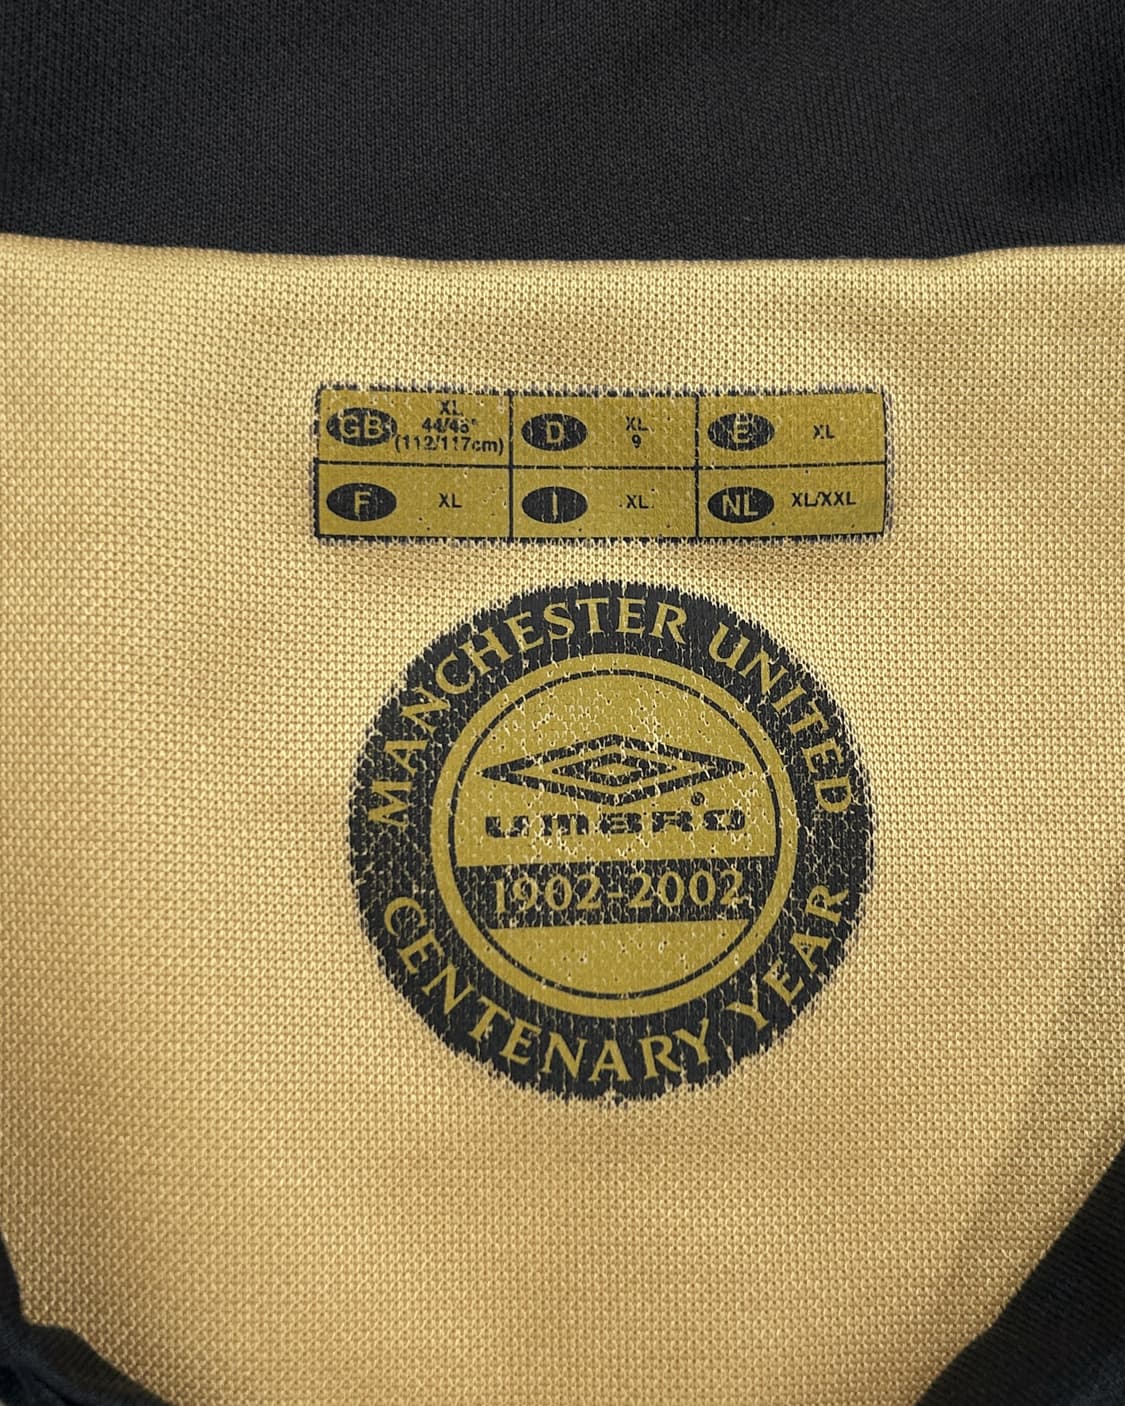 GB XL
44/46"
(112/117cm)
D XL
9
E XL
F XL
I XL
NL XL/XXL
MANCHESTER UNITED
UMBRO®
1902-2002
CENTENARY YEAR